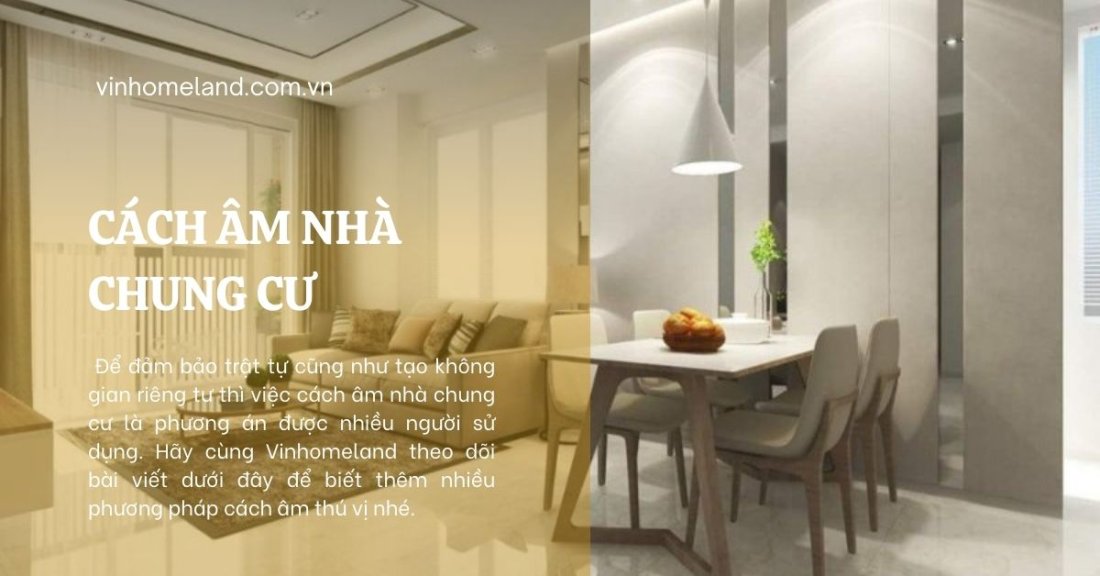 vinhomeland.com.vn
CÁCH ÂM NHÀ
CHUNG CƯ
Để đảm bảo trật tự cũng như tạo không
gian riêng tư thì việc cách âm nhà chung
cư là phương án được nhiều người sử
dụng. Hãy cùng Vinhomeland theo dõi
bài viết dưới đây để biết thêm nhiều
phương pháp cách âm thú vị nhé.